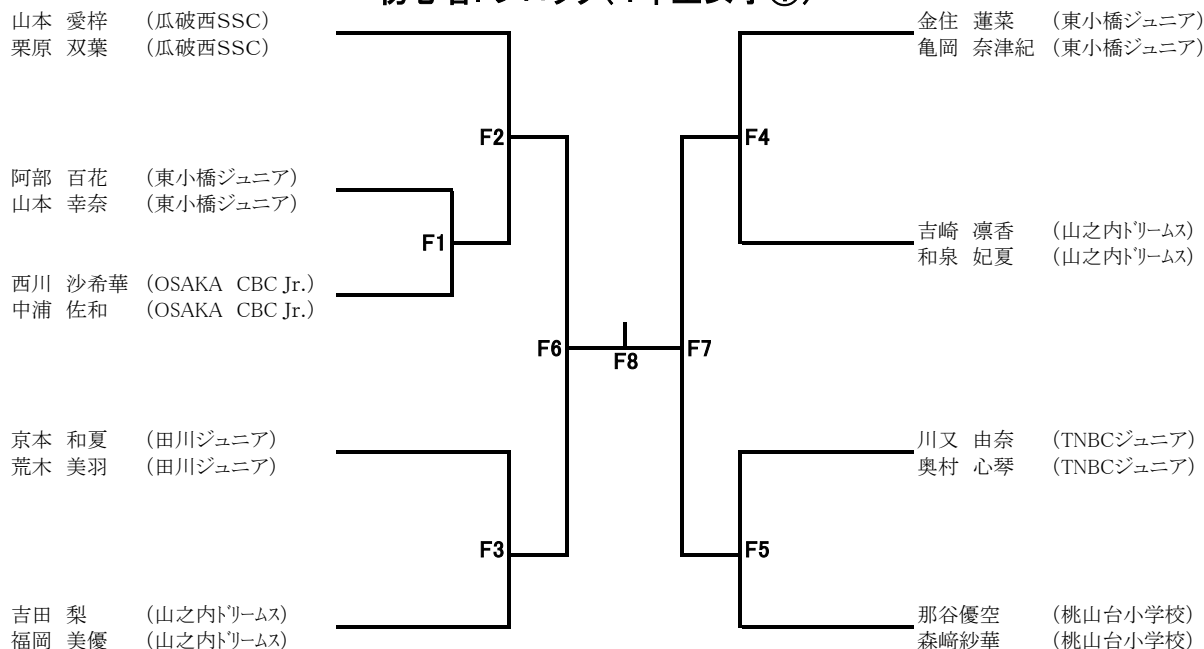 山本 愛梓 (瓜破西SSC)
栗原 双葉 (瓜破西SSC)
F2
阿部 百花 (東小橋ジュニア)
山本 幸奈 (東小橋ジュニア)
F1
西川 沙希華 (OSAKA CBC Jr.)
中浦 佐和 (OSAKA CBC Jr.)
F6
F8
京本 和夏 (田川ジュニア)
荒木 美羽 (田川ジュニア)
F3
吉田 梨 (山之内ドリームス)
福岡 美優 (山之内ドリームス)
金住 蓮菜 (東小橋ジュニア)
亀岡 奈津紀 (東小橋ジュニア)
F4
吉崎 凛香 (山之内ドリームス)
和泉 妃夏 (山之内ドリームス)
F7
川又 由奈 (TNBCジュニア)
奥村 心琴 (TNBCジュニア)
F5
那谷優空 (桃山台小学校)
森﨑紗華 (桃山台小学校)